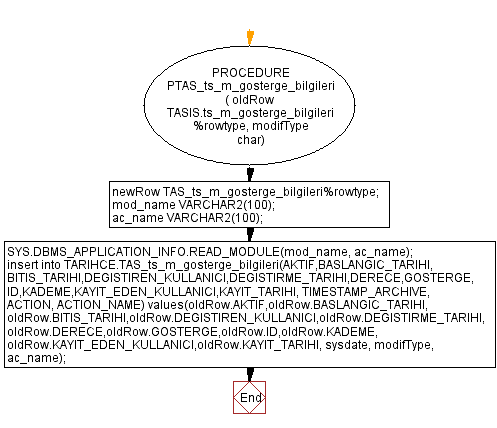 PROCEDURE
PTAS_ts_m_gosterge_bilgileri
( oldRow
TASIS.ts_m_gosterge_bilgileri
%rowtype, modifType
char)
newRow TAS_ts_m_gosterge_bilgileri%rowtype;
mod_name VARCHAR2(100);
ac_name VARCHAR2(100);
SYS.DBMS_APPLICATION_INFO.READ_MODULE(mod_name, ac_name);
insert into TARIHCE.TAS_ts_m_gosterge_bilgileri(AKTIF,BASLANGIC_TARIHI,
BITIS_TARIHI,DEGISTIREN_KULLANICI,DEGISTIRME_TARIHI,DERECE,GOSTERGE,
ID,KADEME,KAYIT_EDEN_KULLANICI,KAYIT_TARIHI, TIMESTAMP_ARCHIVE,
ACTION, ACTION_NAME) values(oldRow.AKTIF,oldRow.BASLANGIC_TARIHI,
oldRow.BITIS_TARIHI,oldRow.DEGISTIREN_KULLANICI,oldRow.DEGISTIRME_TARIHI,
oldRow.DERECE,oldRow.GOSTERGE,oldRow.ID,oldRow.KADEME,
oldRow.KAYIT_EDEN_KULLANICI,oldRow.KAYIT_TARIHI, sysdate, modifType,
ac_name);
End